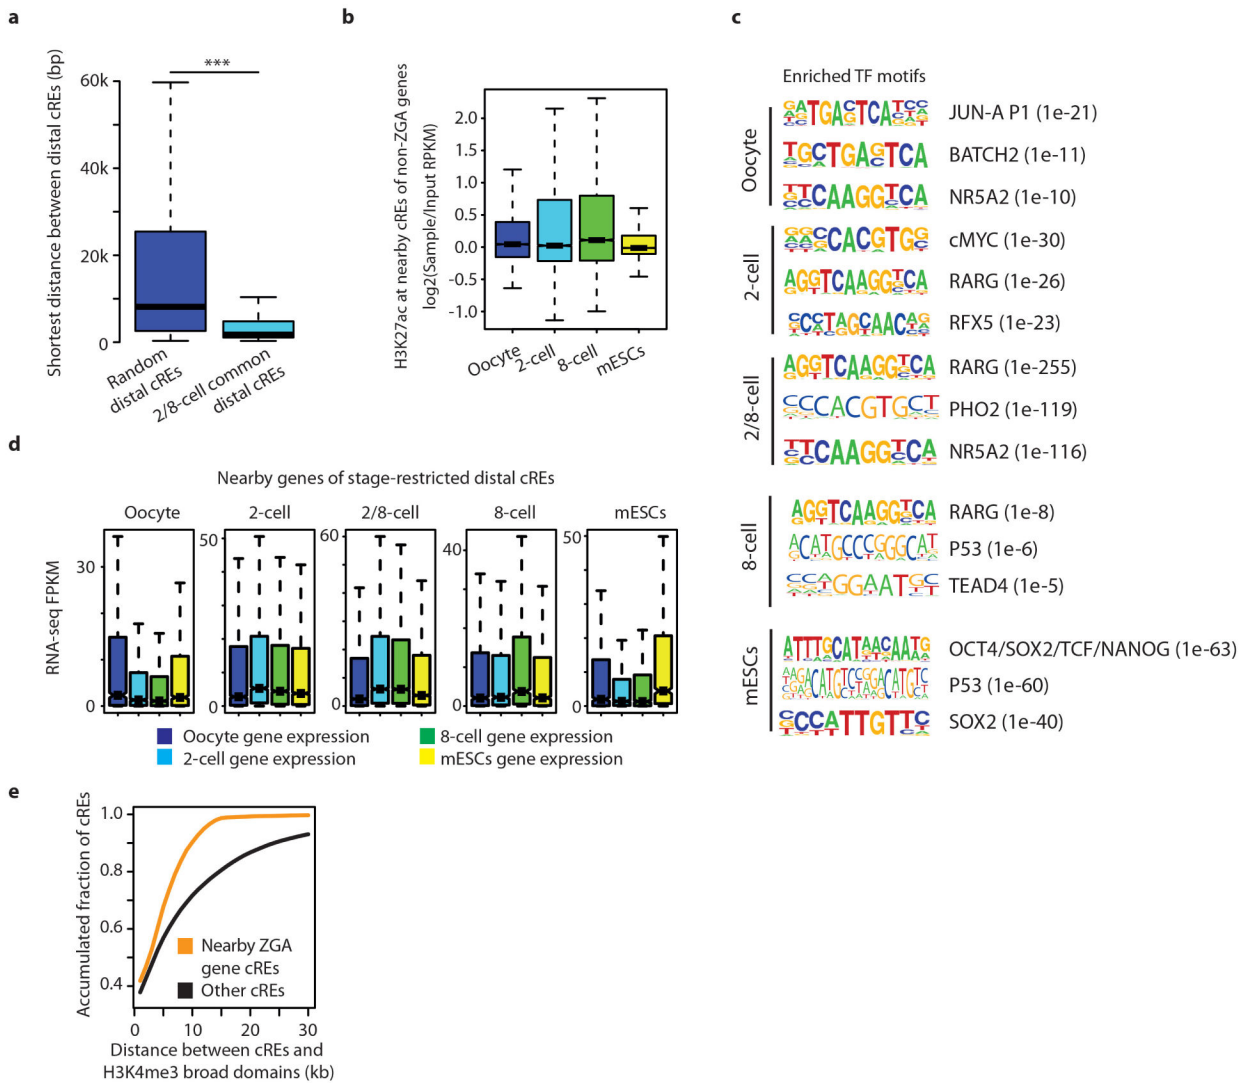 a
Shortest distance between distal cREs (bp)
60k
40k
20k
0
***
Random
distal cREs
2/8-cell common
distal cREs
b
H3K27ac at nearby cREs of non-ZGA genes
log2(Sample/Input RPKM)
2.0
1.5
1.0
0.5
0.0
−0.5
−1.0
Oocyte
2-cell
8-cell
mESCs
c
Enriched TF motifs
Oocyte
JUN-A P1 (1e-21)
BATCH2 (1e-11)
NR5A2 (1e-10)
2-cell
cMYC (1e-30)
RARG (1e-26)
RFX5 (1e-23)
2/8-cell
RARG (1e-255)
PHO2 (1e-119)
NR5A2 (1e-116)
8-cell
RARG (1e-8)
P53 (1e-6)
TEAD4 (1e-5)
mESCs
OCT4/SOX2/TCF/NANOG (1e-63)
P53 (1e-60)
SOX2 (1e-40)
d
Nearby genes of stage-restricted distal cREs
Oocyte
2-cell
2/8-cell
8-cell
mESCs
RNA-seq FPKM
30
0
50
0
60
0
40
0
50
0
Oocyte gene expression
2-cell gene expression
8-cell gene expression
mESCs gene expression
e
Accumulated fraction of cREs
1.0
0.8
0.6
0.4
Nearby ZGA
gene cREs
Other cREs
0 10 20 30
Distance between cREs and
H3K4me3 broad domains (kb)